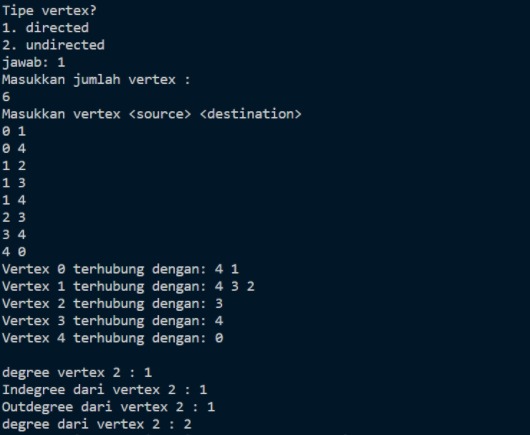 Tipe vertex?
1. directed
2. undirected
jawab: 1
Masukkan jumlah vertex :
6
Masukkan vertex <source> <destination>
0 1
0 4
1 2
1 3
1 4
2 3
3 4
4 0
Vertex 0 terhubung dengan: 4 1
Vertex 1 terhubung dengan: 4 3 2
Vertex 2 terhubung dengan: 3
Vertex 3 terhubung dengan: 4
Vertex 4 terhubung dengan: 0
degree vertex 2 : 1
Indegree dari vertex 2 : 1
Outdegree dari vertex 2 : 1
degree dari vertex 2 : 2